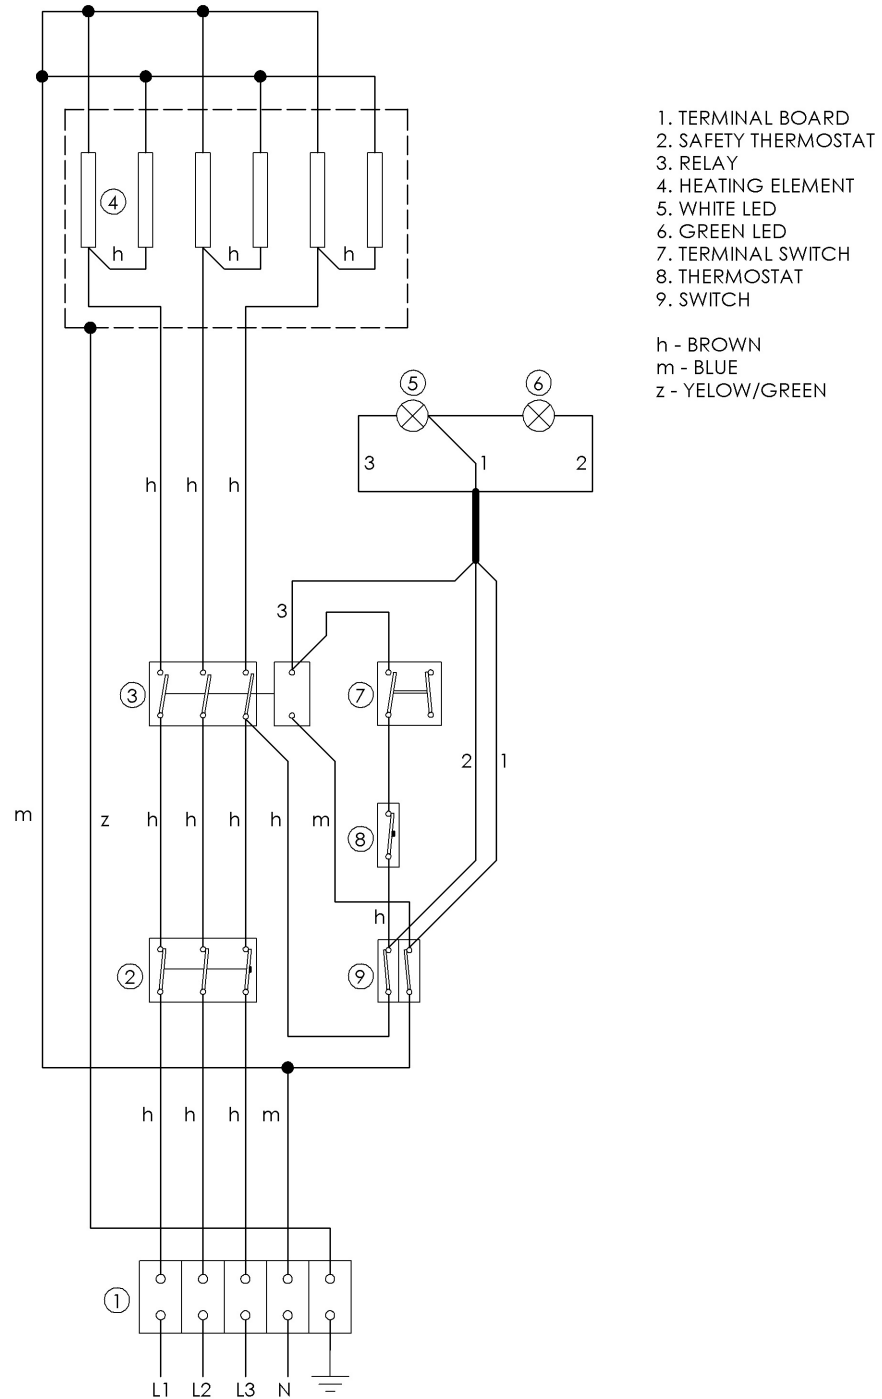 1. TERMINAL BOARD
2. SAFETY THERMOSTAT
3. RELAY
4. HEATING ELEMENT
5. WHITE LED
6. GREEN LED
7. TERMINAL SWITCH
8. THERMOSTAT
9. SWITCH
h - BROWN
m - BLUE
z - YELOW/GREEN
4
h h h
5 6
3 1 2
h h h
3
3 7
2 1
m z h h h h m
8
h
2 9
h h h m
1
L1 L2 L3 N